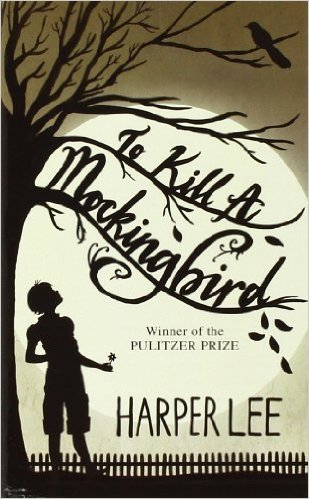 To Kill A
Mockingbird
Winner of the
PULITZER PRIZE
HARPER LEE